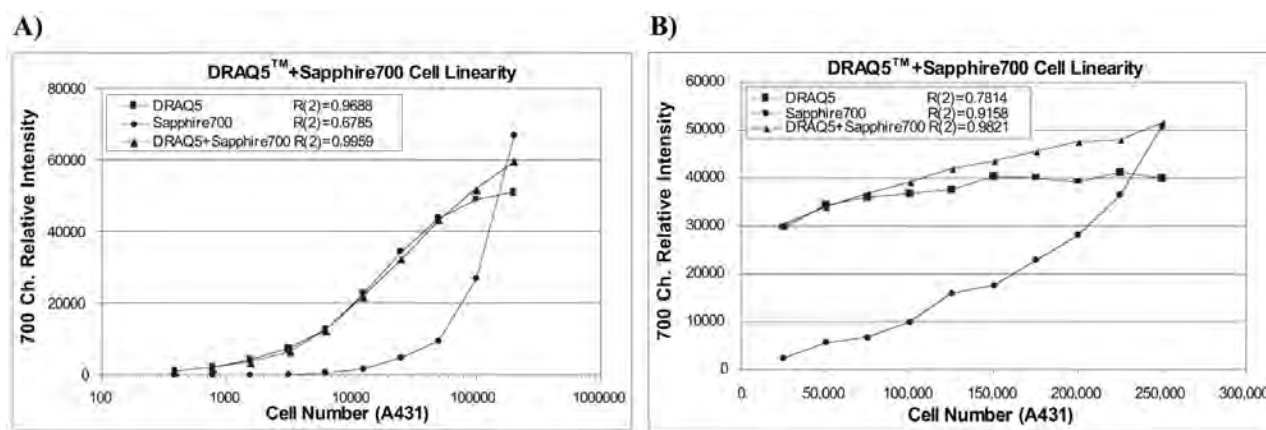 A)
DRAQ5™+Sapphire700 Cell Linearity
DRAQ5 R(2)=0.9688
Sapphire700 R(2)=0.6785
DRAQ5+Sapphire700 R(2)=0.9959
700 Ch. Relative Intensity
80000
60000
40000
20000
0
100 1000 10000 100000 1000000
Cell Number (A431)
B)
DRAQ5™+Sapphire700 Cell Linearity
DRAQ5 R(2)=0.7814
Sapphire700 R(2)=0.9158
DRAQ5+Sapphire700 R(2)=0.9821
700 Ch. Relative Intensity
60000
50000
40000
30000
20000
10000
0
0 50,000 100,000 150,000 200,000 250,000 300,000
Cell Number (A431)